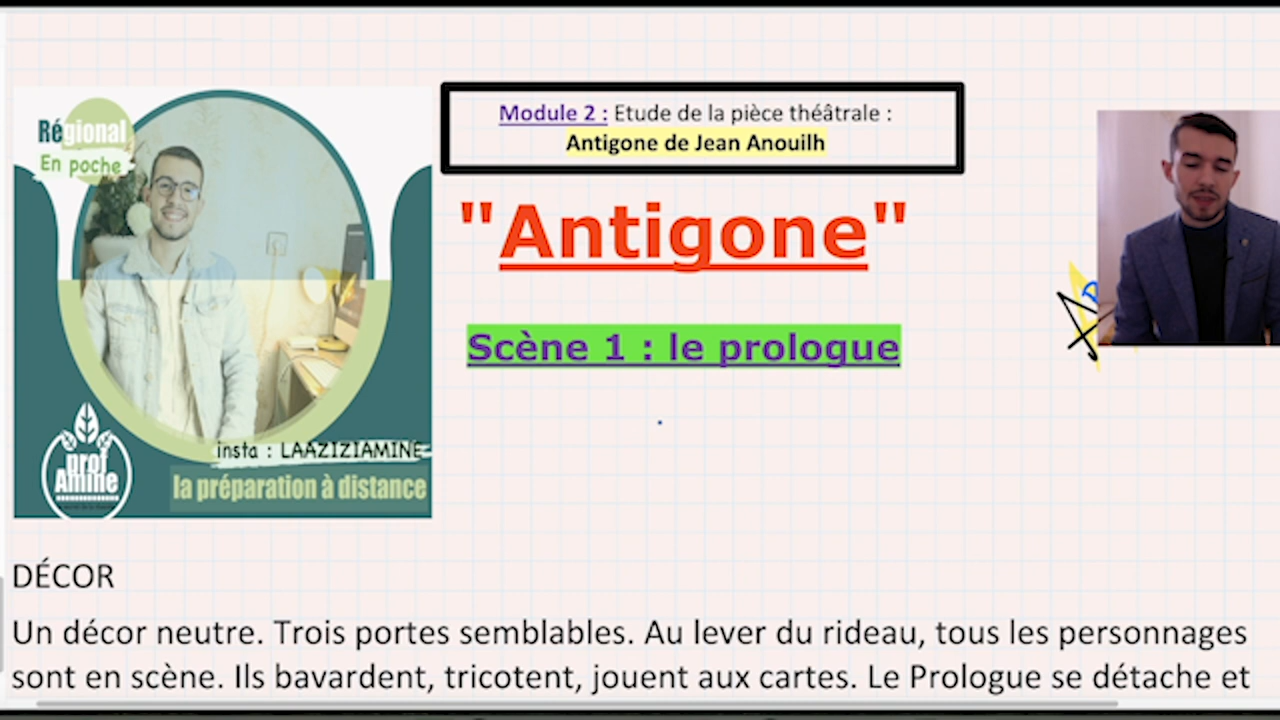 Régional
En poche
Module 2 : Etude de la pièce théâtrale :
Antigone de Jean Anouilh
"Antigone"
Scène 1 : le prologue
insta : LAAZIZIAMINE
prof
Amine
la préparation à distance
DÉCOR
Un décor neutre. Trois portes semblables. Au lever du rideau, tous les personnages
sont en scène. Ils bavardent, tricotent, jouent aux cartes. Le Prologue se détache et